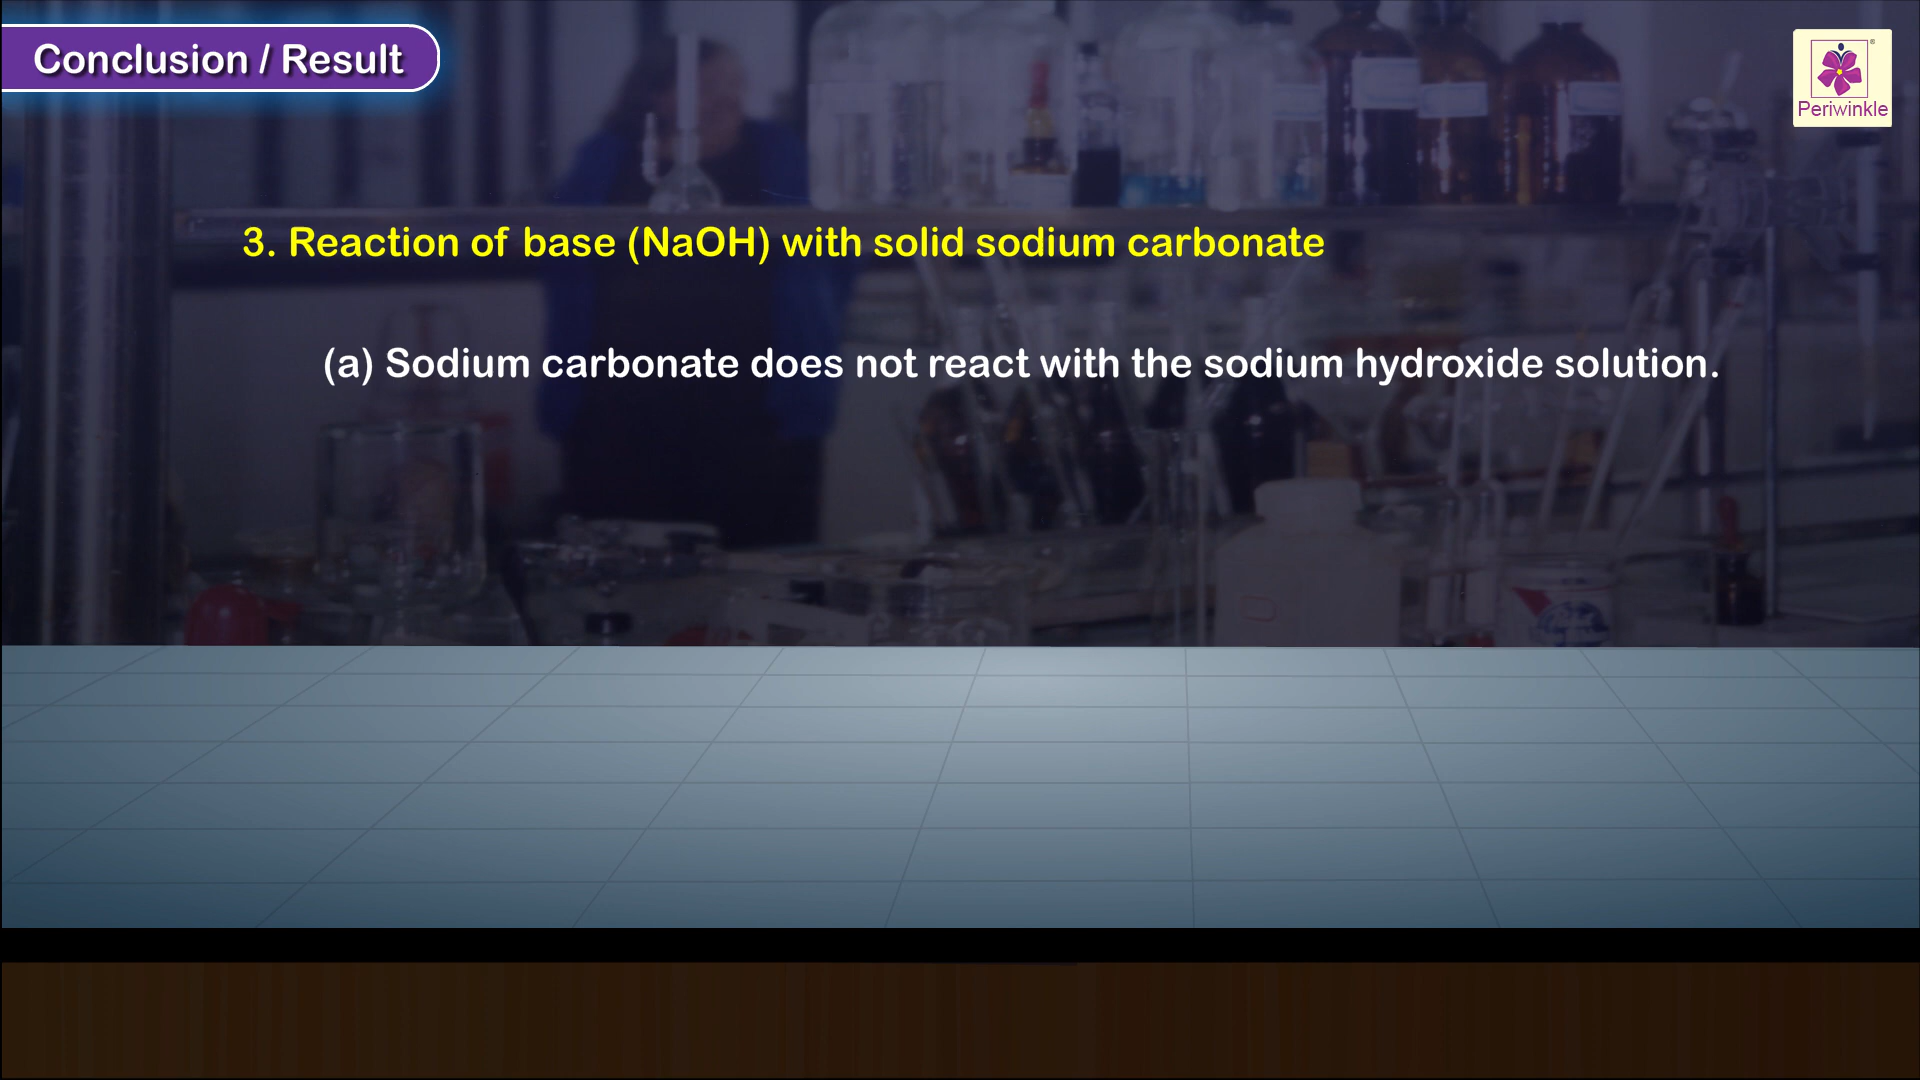 Conclusion / Result
Periwinkle
3. Reaction of base (NaOH) with solid sodium carbonate
(a) Sodium carbonate does not react with the sodium hydroxide solution.